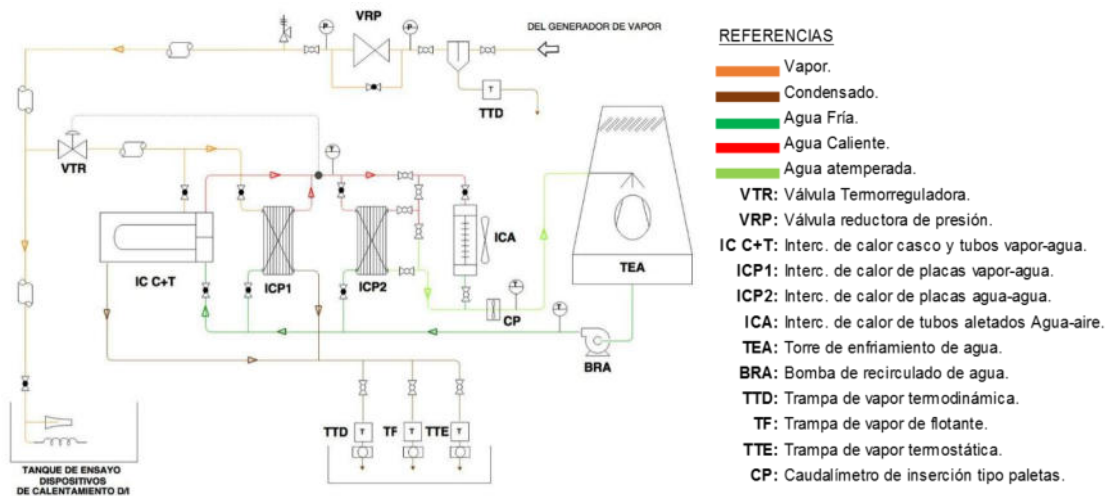 VRP
DEL GENERADOR DE VAPOR
P
P
T
TTD
VTR
T
IC C+T
ICP1
ICP2
ICA
CP
T
T
TEA
BRA
TTD
T
TF
T
TTE
T
TANQUE DE ENSAYO
DISPOSITIVOS
DE CALENTAMIENTO D/I
REFERENCIAS
Vapor.
Condensado.
Agua Fría.
Agua Caliente.
Agua atemperada.
VTR: Válvula Termorreguladora.
VRP: Válvula reductora de presión.
IC C+T: Interc. de calor casco y tubos vapor-agua.
ICP1: Interc. de calor de placas vapor-agua.
ICP2: Interc. de calor de placas agua-agua.
ICA: Interc. de calor de tubos aletados Agua-aire.
TEA: Torre de enfriamiento de agua.
BRA: Bomba de recirculado de agua.
TTD: Trampa de vapor termodinámica.
TF: Trampa de vapor de flotante.
TTE: Trampa de vapor termostática.
CP: Caudalímetro de inserción tipo paletas.